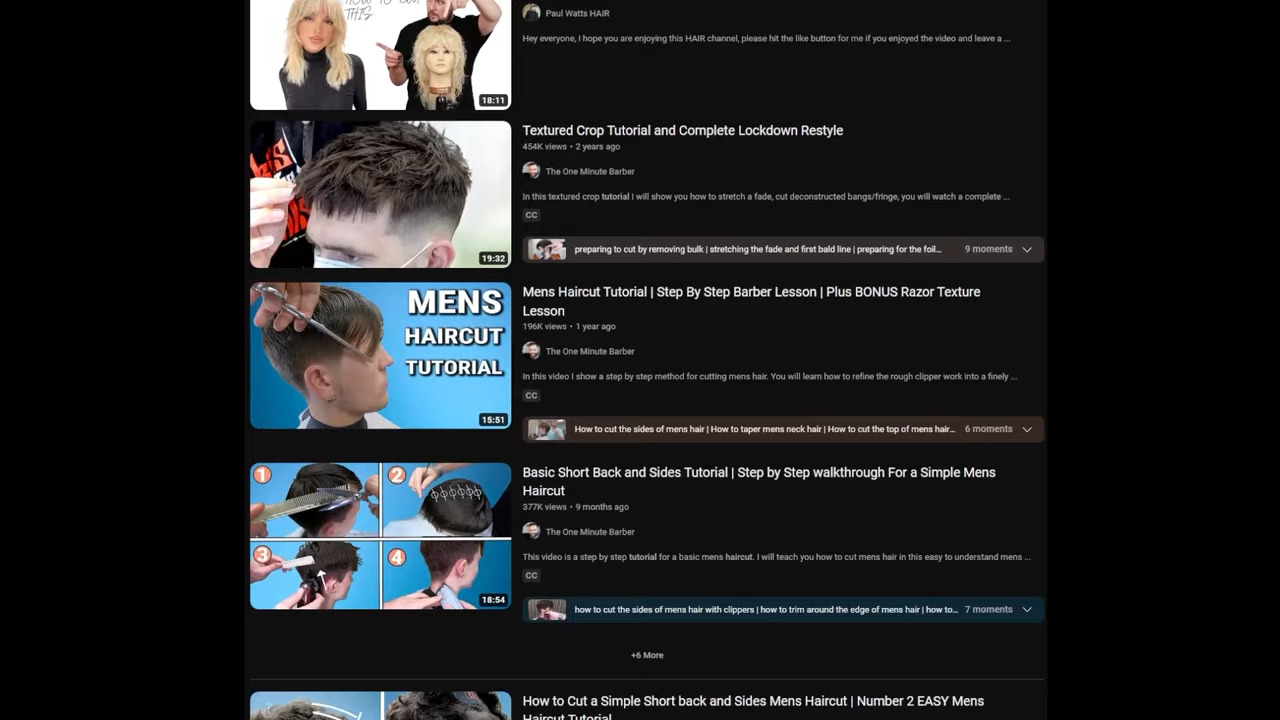 THIS
18:11
Paul Watts HAIR
Hey everyone, I hope you are enjoying this HAIR channel, please hit the like button for me if you enjoyed the video and leave a ...
19:32
Textured Crop Tutorial and Complete Lockdown Restyle
454K views • 2 years ago
The One Minute Barber
In this textured crop tutorial I will show you how to stretch a fade, cut deconstructed bangs/fringe, you will watch a complete ...
CC
preparing to cut by removing bulk | stretching the fade and first bald line | preparing for the foil...
9 moments
MENS
HAIRCUT
TUTORIAL
15:51
Mens Haircut Tutorial | Step By Step Barber Lesson | Plus BONUS Razor Texture
Lesson
196K views • 1 year ago
The One Minute Barber
In this video I show a step by step method for cutting mens hair. You will learn how to refine the rough clipper work into a finely ...
CC
How to cut the sides of mens hair | How to taper mens neck hair | How to cut the top of mens hair...
6 moments
1
2
3
4
18:54
Basic Short Back and Sides Tutorial | Step by Step walkthrough For a Simple Mens
Haircut
377K views • 9 months ago
The One Minute Barber
This video is a step by step tutorial for a basic mens haircut. I will teach you how to cut mens hair in this easy to understand mens ...
CC
how to cut the sides of mens hair with clippers | how to trim around the edge of mens hair | how to...
7 moments
+6 More
How to Cut a Simple Short back and Sides Mens Haircut | Number 2 EASY Mens
Haircut Tutorial